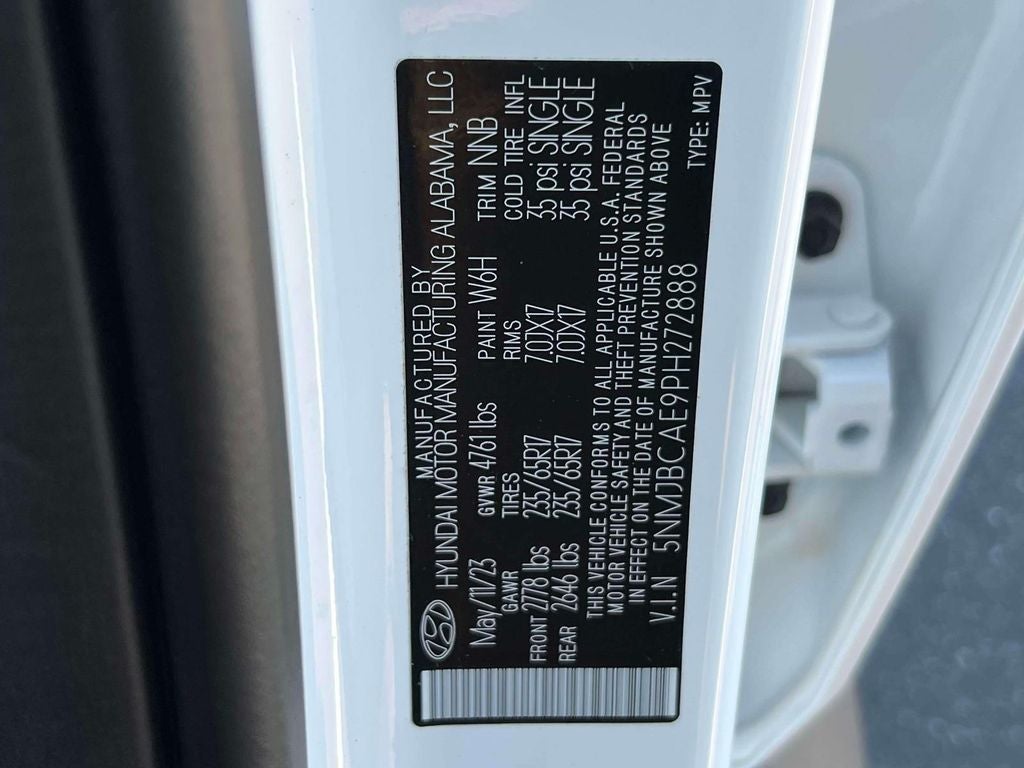 MANUFACTURED BY
HYUNDAI MOTOR MANUFACTURING ALABAMA, LLC
May/11/23 GVWR 4761 lbs PAINT W6H TRIM NNB
GAWR TIRES RIMS COLD TIRE INFL
FRONT 2778 lbs 235/65R17 7.0JX17 35 psi SINGLE
REAR 2646 lbs 235/65R17 7.0JX17 35 psi SINGLE
THIS VEHICLE CONFORMS TO ALL APPLICABLE U.S.A. FEDERAL
MOTOR VEHICLE SAFETY AND THEFT PREVENTION STANDARDS
IN EFFECT ON THE DATE OF MANUFACTURE SHOWN ABOVE
V.I.N 5NMJBCAE9PH272888
TYPE: MPV